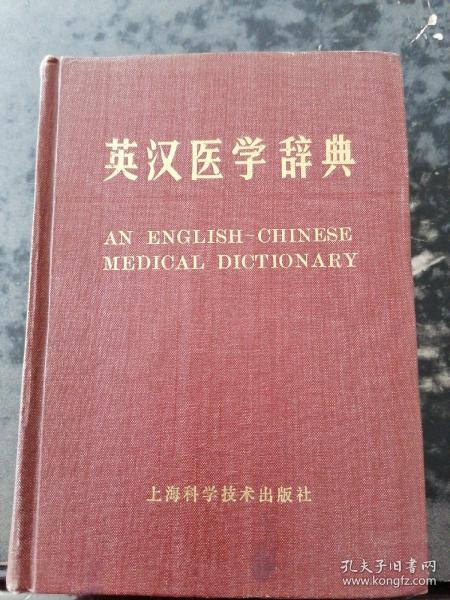 英汉医学辞典
AN ENGLISH-CHINESE
MEDICAL DICTIONARY
上海科学技术出版社
孔夫子旧书网
www.kongfz.com